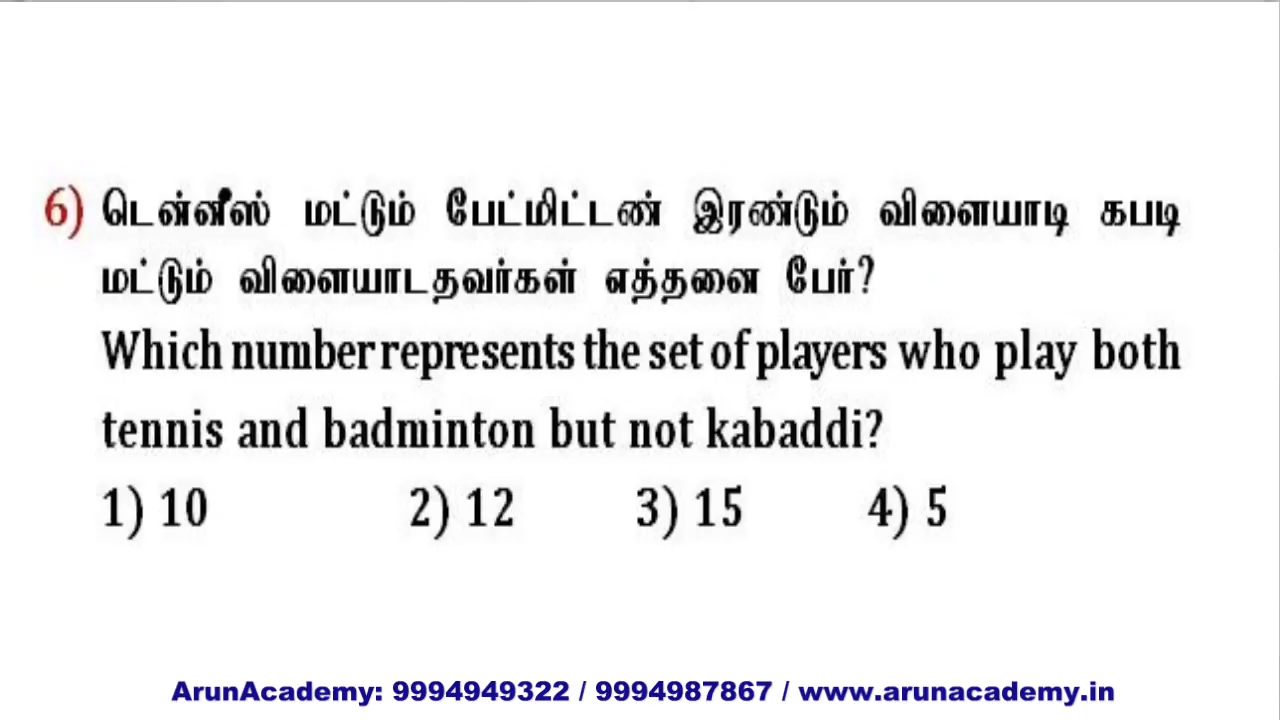 6) டென்னீஸ் மட்டும் பேட்மிட்டண் இரண்டும் விளையாடி கபடி
மட்டும் விளையாடதவர்கள் எத்தனை பேர்?
Which number represents the set of players who play both
tennis and badminton but not kabaddi?
1) 10 2) 12 3) 15 4) 5
ArunAcademy: 9994949322 / 9994987867 / www.arunacademy.in